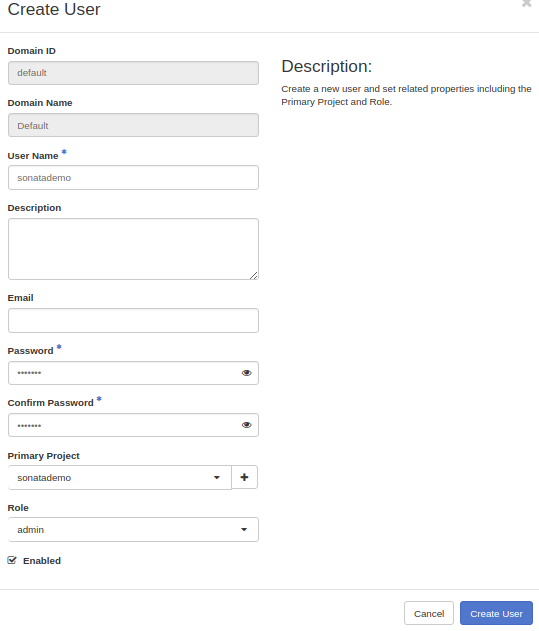 Create User
Domain ID
default
Domain Name
Default
User Name *
sonatademo
Description
Email
Password *
•••••••
Confirm Password *
•••••••
Primary Project
sonatademo
Role
admin
Enabled
Description:
Create a new user and set related properties including the
Primary Project and Role.
Cancel
Create User